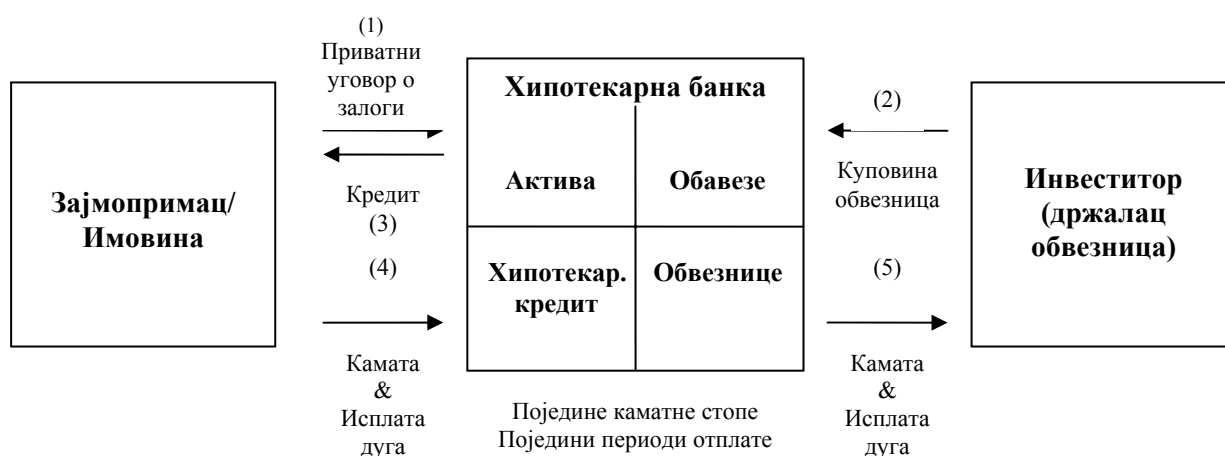 Зајмопримац/
Имовина
(1)
Приватни
уговор о
залоги
Кредит
(3)
(4)
Камата
&
Исплата
дуга
Хипотекарна банка
Актива
Обавезе
Хипотекар.
кредит
Обвезнице
Поједине каматне стопе
Поједини периоди отплате
(2)
Куповина
обвезница
(5)
Камата
&
Исплата
дуга
Инвеститор
(држалац
обвезница)